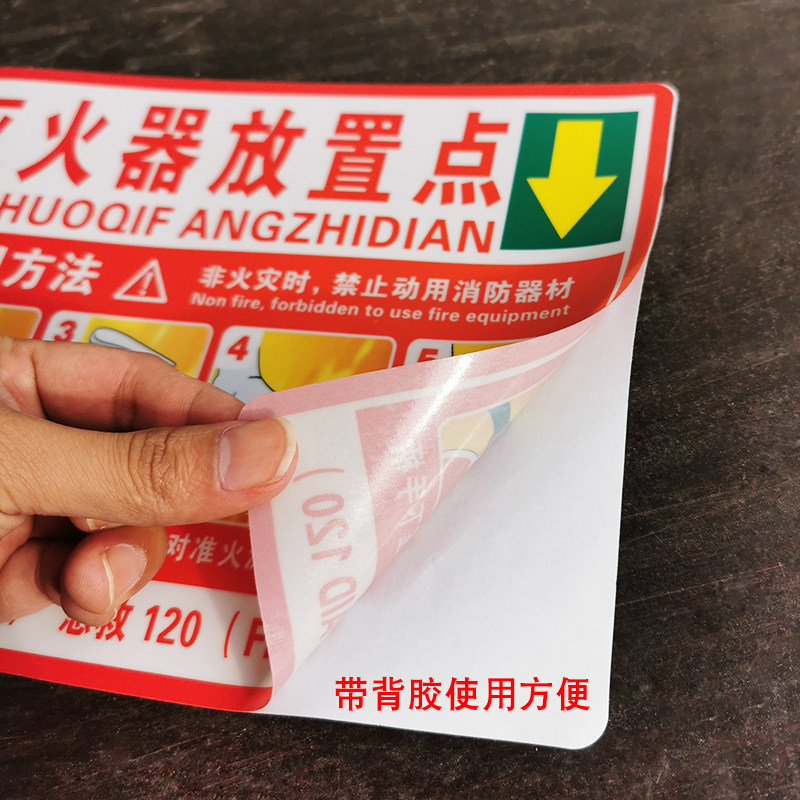 火器放置点
HUOQIF ANGZHIDIAN
方法 非火灾时，禁止动用消防器材
Non fire, forbidden to use fire equipment
3 4 5
对准火
急救 120（
120）
带背胶使用方便